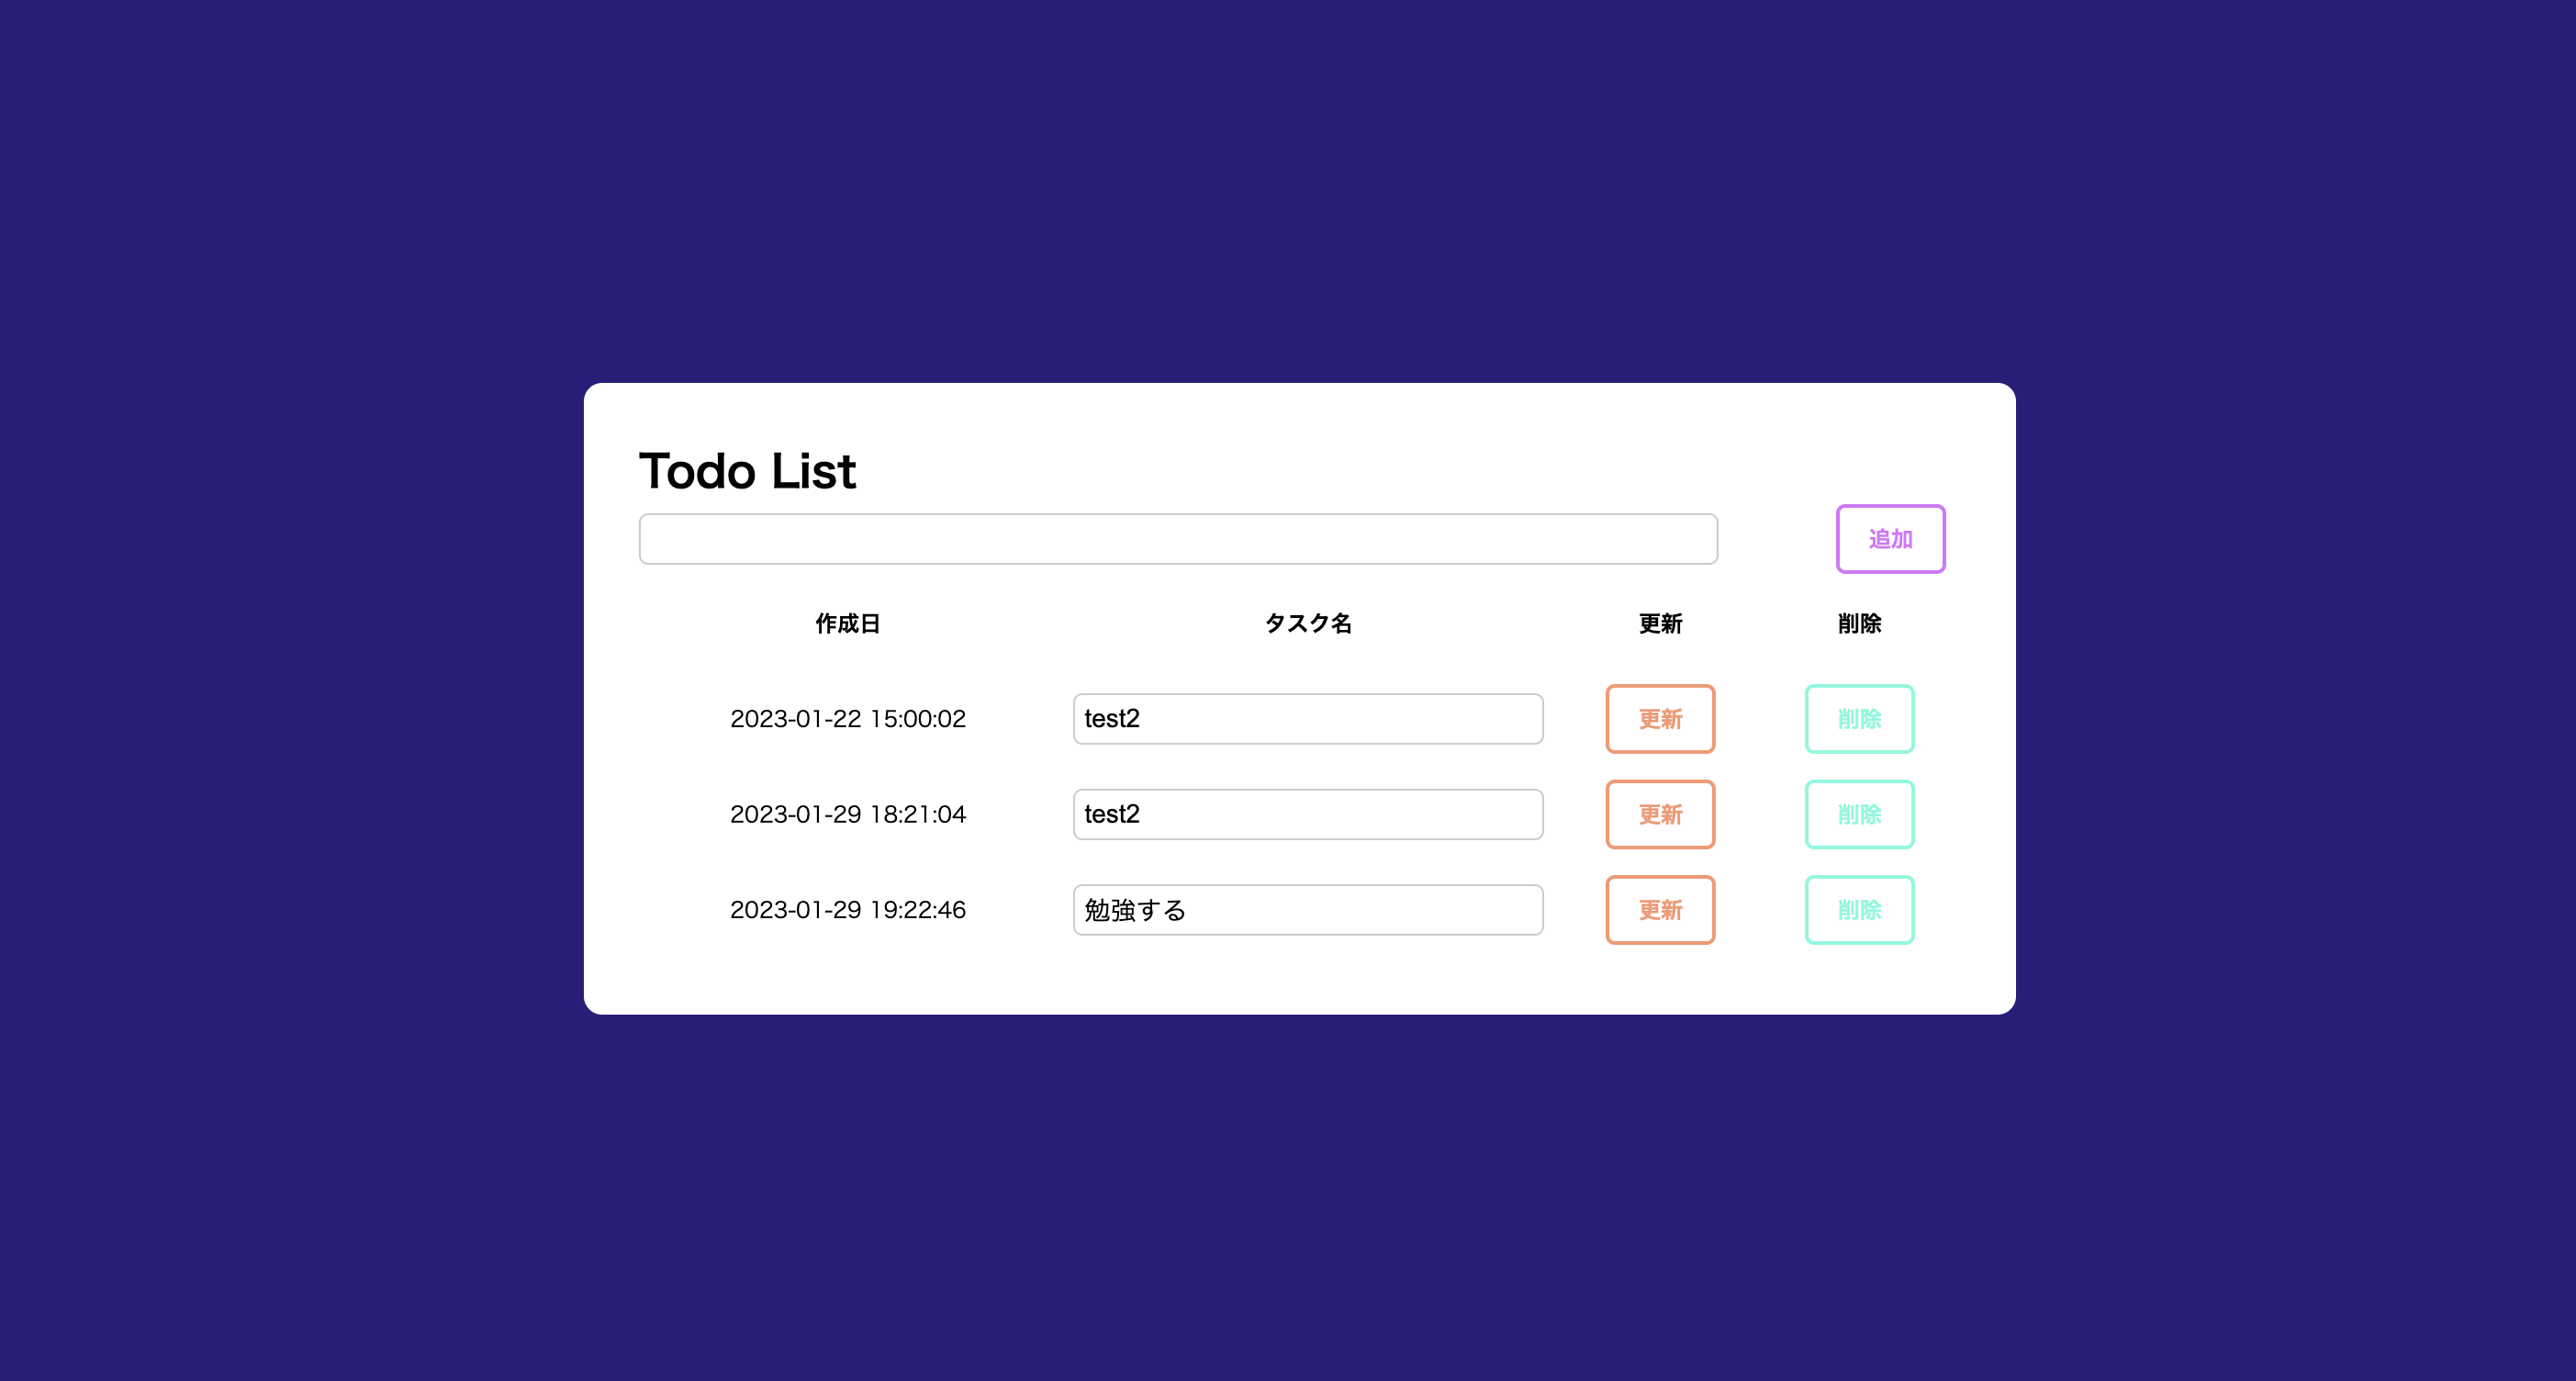 Todo List
追加
作成日 タスク名 更新 削除
2023-01-22 15:00:02 test2 更新 削除
2023-01-29 18:21:04 test2 更新 削除
2023-01-29 19:22:46 勉強する 更新 削除